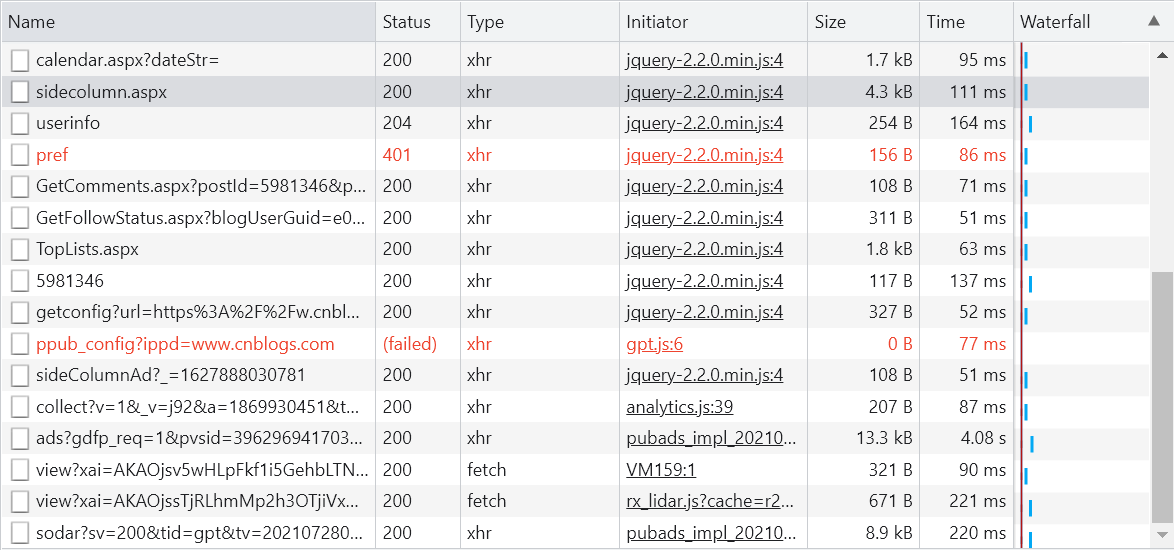 Name Status Type Initiator Size Time Waterfall
calendar.aspx?dateStr= 200 xhr jquery-2.2.0.min.js:4 1.7 kB 95 ms
sidecolumn.aspx 200 xhr jquery-2.2.0.min.js:4 4.3 kB 111 ms
userinfo 204 xhr jquery-2.2.0.min.js:4 254 B 164 ms
pref 401 xhr jquery-2.2.0.min.js:4 156 B 86 ms
GetComments.aspx?postId=5981346&p... 200 xhr jquery-2.2.0.min.js:4 108 B 71 ms
GetFollowStatus.aspx?blogUserGuid=e0... 200 xhr jquery-2.2.0.min.js:4 311 B 51 ms
TopLists.aspx 200 xhr jquery-2.2.0.min.js:4 1.8 kB 63 ms
5981346 200 xhr jquery-2.2.0.min.js:4 117 B 137 ms
getconfig?url=https%3A%2F%2Fw.cnbl... 200 xhr jquery-2.2.0.min.js:4 327 B 52 ms
ppub_config?ippd=www.cnblogs.com (failed) xhr gpt.js:6 0 B 77 ms
sideColumnAd?_=1627888030781 200 xhr jquery-2.2.0.min.js:4 108 B 51 ms
collect?v=1&_v=j92&a=1869930451&t... 200 xhr analytics.js:39 207 B 87 ms
ads?gdfp_req=1&pvsid=396296941703... 200 xhr pubads_impl_20210... 13.3 kB 4.08 s
view?xai=AKAOjsv5wHLpFkf1i5GehbLTN... 200 fetch VM159:1 321 B 90 ms
view?xai=AKAOjssTjRLhmMp2h3OTjiVx... 200 fetch rx_lidar.js?cache=r2... 671 B 221 ms
sodar?sv=200&tid=gpt&tv=202107280... 200 xhr pubads_impl_20210... 8.9 kB 220 ms